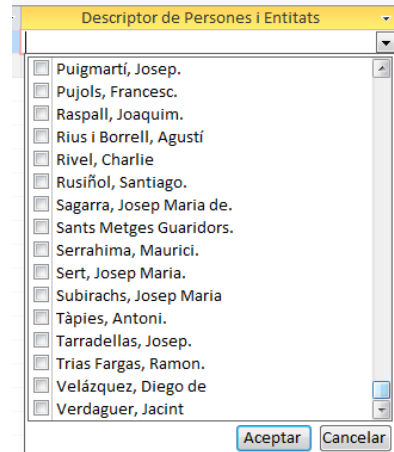 Descriptor de Persones i Entitats
Puigmartí, Josep.
Pujols, Francesc.
Raspall, Joaquim.
Rius i Borrell, Agustí
Rivel, Charlie
Rusiñol, Santiago.
Sagarra, Josep Maria de.
Sants Metges Guaridors.
Serrahima, Maurici.
Sert, Josep Maria.
Subirachs, Josep Maria
Tàpies, Antoni.
Tarradellas, Josep.
Trias Fargas, Ramon.
Velázquez, Diego de
Verdaguer, Jacint
Aceptar Cancelar